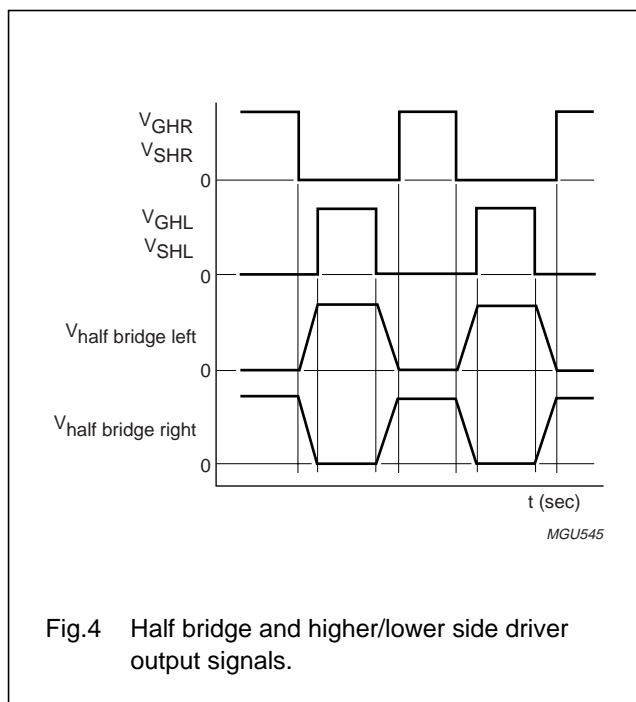 VGHR
VSHR
0
VGHL
VSHL
0
Vhalf bridge left
0
Vhalf bridge right
0
t (sec)
MGU545
Fig.4 Half bridge and higher/lower side driver
output signals.